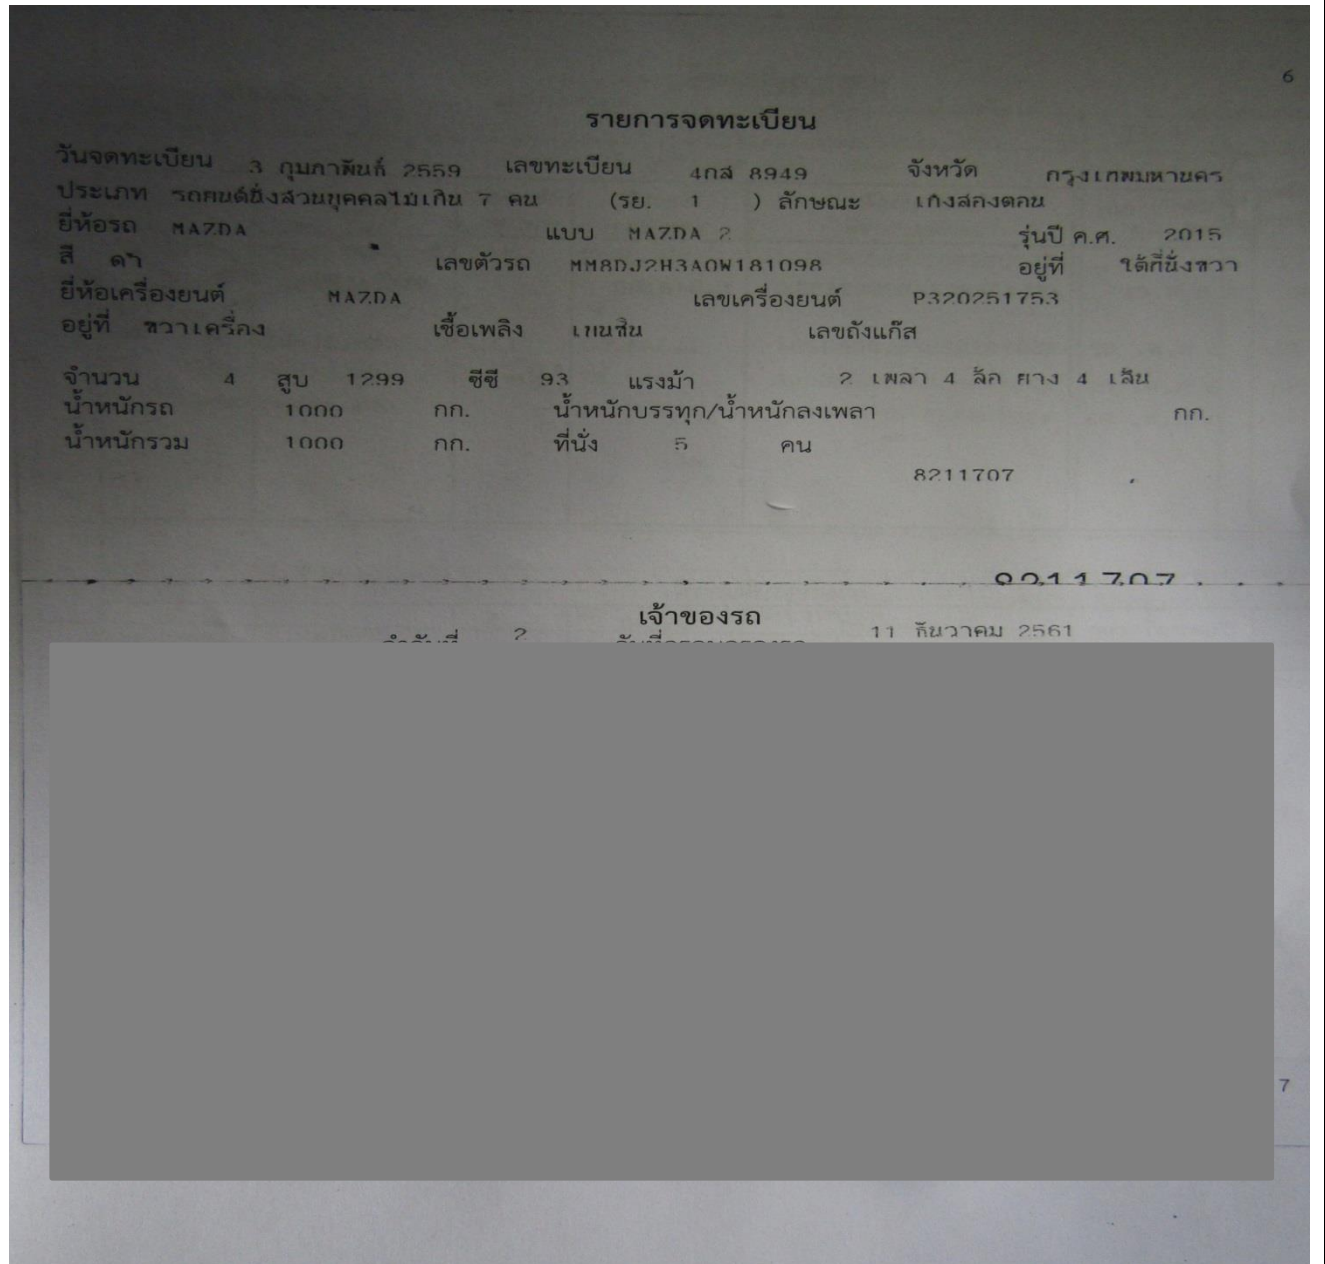 6
รายการจดทะเบียน
วันจดทะเบียน 3 กุมภาพันธ์ 2559 เลขทะเบียน 4กส 8949 จังหวัด กรุงเทพมหานคร
ประเภท รถยนต์นั่งส่วนบุคคลไม่เกิน 7 คน (รย. 1 ) ลักษณะ เก๋งสองตอน
ยี่ห้อรถ MAZDA แบบ MAZDA 2 รุ่นปี ค.ศ. 2015
สี ดำ เลขตัวรถ MM8DJ2H3A0W181098 อยู่ที่ ใต้ที่นั่งขวา
ยี่ห้อเครื่องยนต์ MAZDA เลขเครื่องยนต์ P320251753
อยู่ที่ ขวาเครื่อง เชื้อเพลิง เบนซิน เลขถังแก๊ส
จำนวน 4 สูบ 1299 ซีซี 93 แรงม้า 2 เพลา 4 ล้อ ยาง 4 เส้น
น้ำหนักรถ 1000 กก. น้ำหนักบรรทุก/น้ำหนักลงเพลา กก.
น้ำหนักรวม 1000 กก. ที่นั่ง 5 คน
8211707
8211707
เจ้าของรถ
2 11 ธันวาคม 2561
7